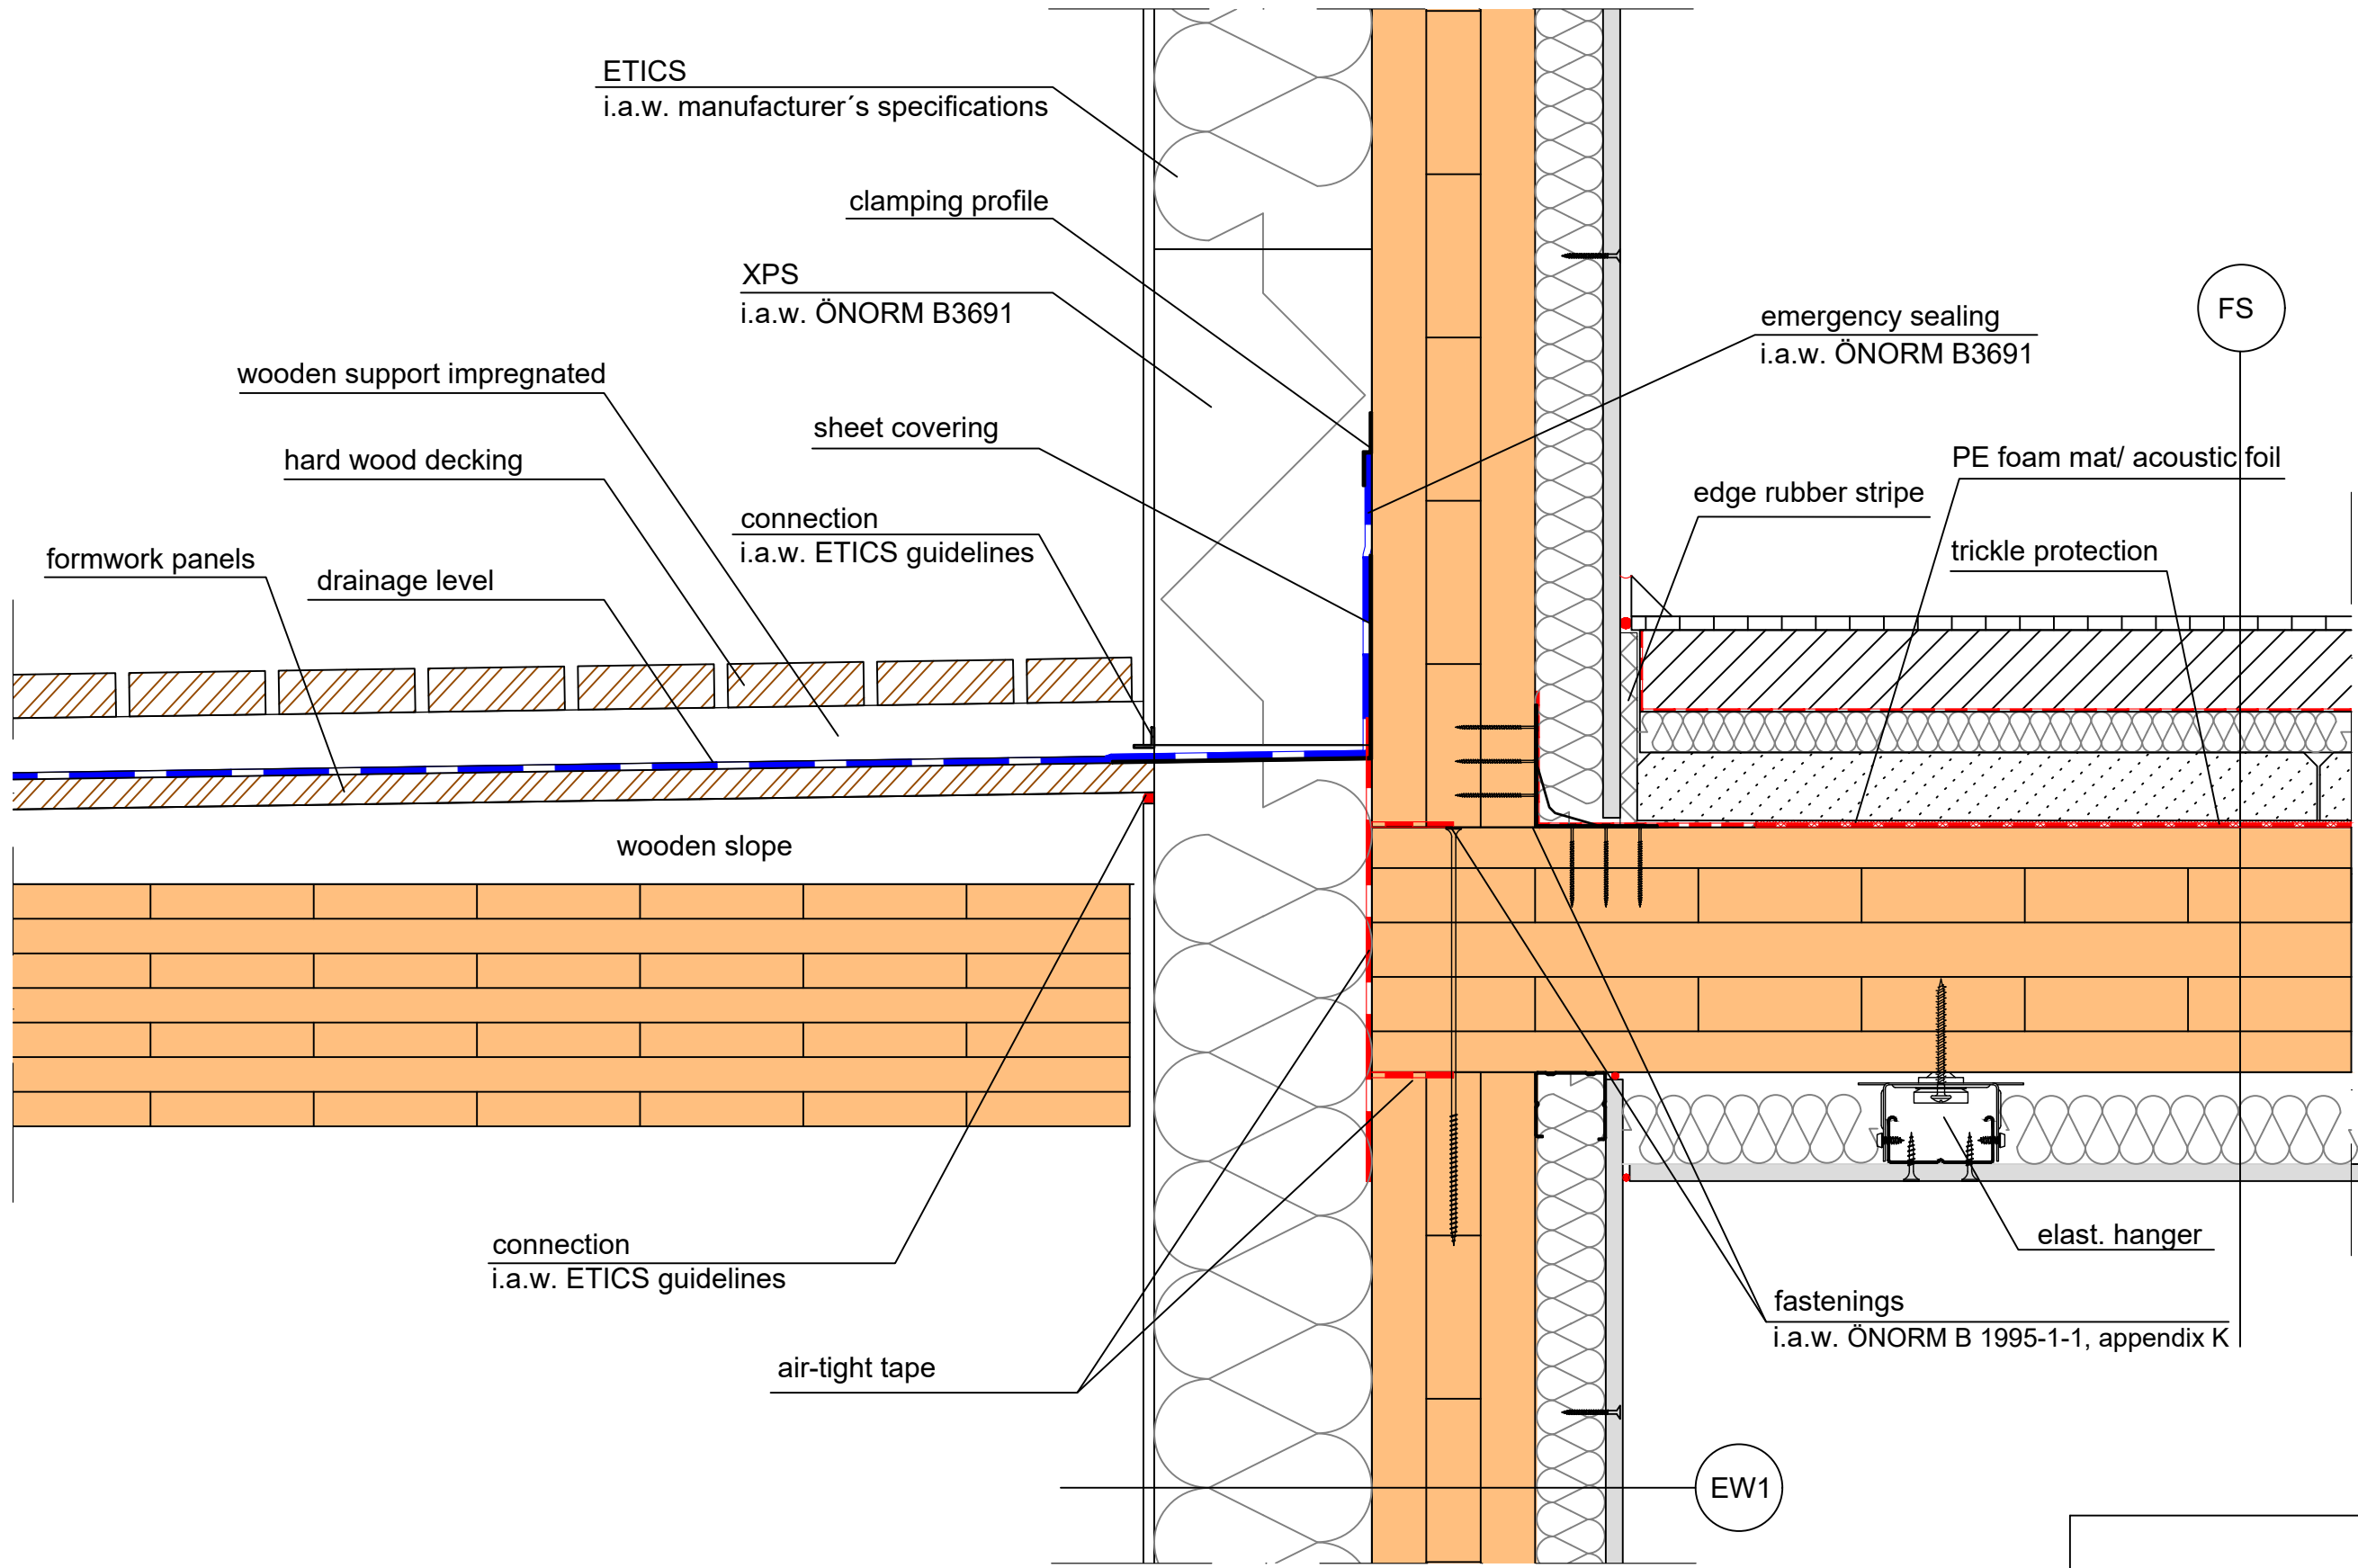 ETICS
i.a.w. manufacturer´s specifications
clamping profile
XPS
i.a.w. ÖNORM B3691
FS
emergency sealing
i.a.w. ÖNORM B3691
wooden support impregnated
sheet covering
hard wood decking
PE foam mat/ acoustic foil
edge rubber stripe
connection
i.a.w. ETICS guidelines
formwork panels
trickle protection
drainage level
wooden slope
connection
i.a.w. ETICS guidelines
elast. hanger
fastenings
i.a.w. ÖNORM B 1995-1-1, appendix K
air-tight tape
EW1